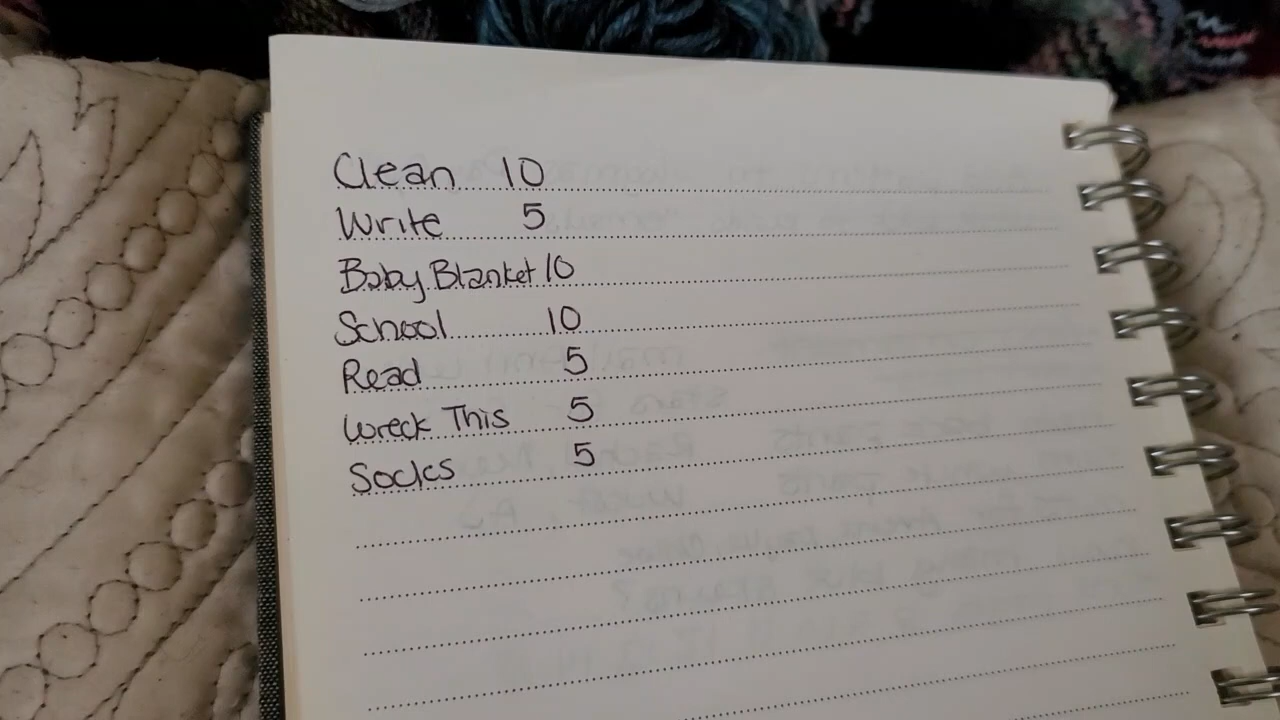 Clean 10
Write 5
Baby Blanket 10
School 10
Read 5
Wreck This 5
Socks 5